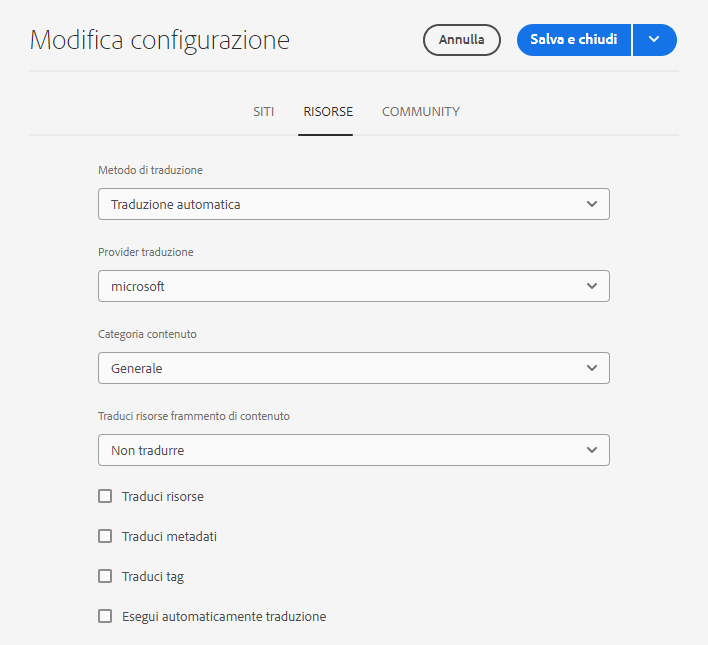 Modifica configurazione
Annulla
Salva e chiudi
SITI
RISORSE
COMMUNITY
Metodo di traduzione
Traduzione automatica
Provider traduzione
microsoft
Categoria contenuto
Generale
Traduci risorse frammento di contenuto
Non tradurre
Traduci risorse
Traduci metadati
Traduci tag
Esegui automaticamente traduzione